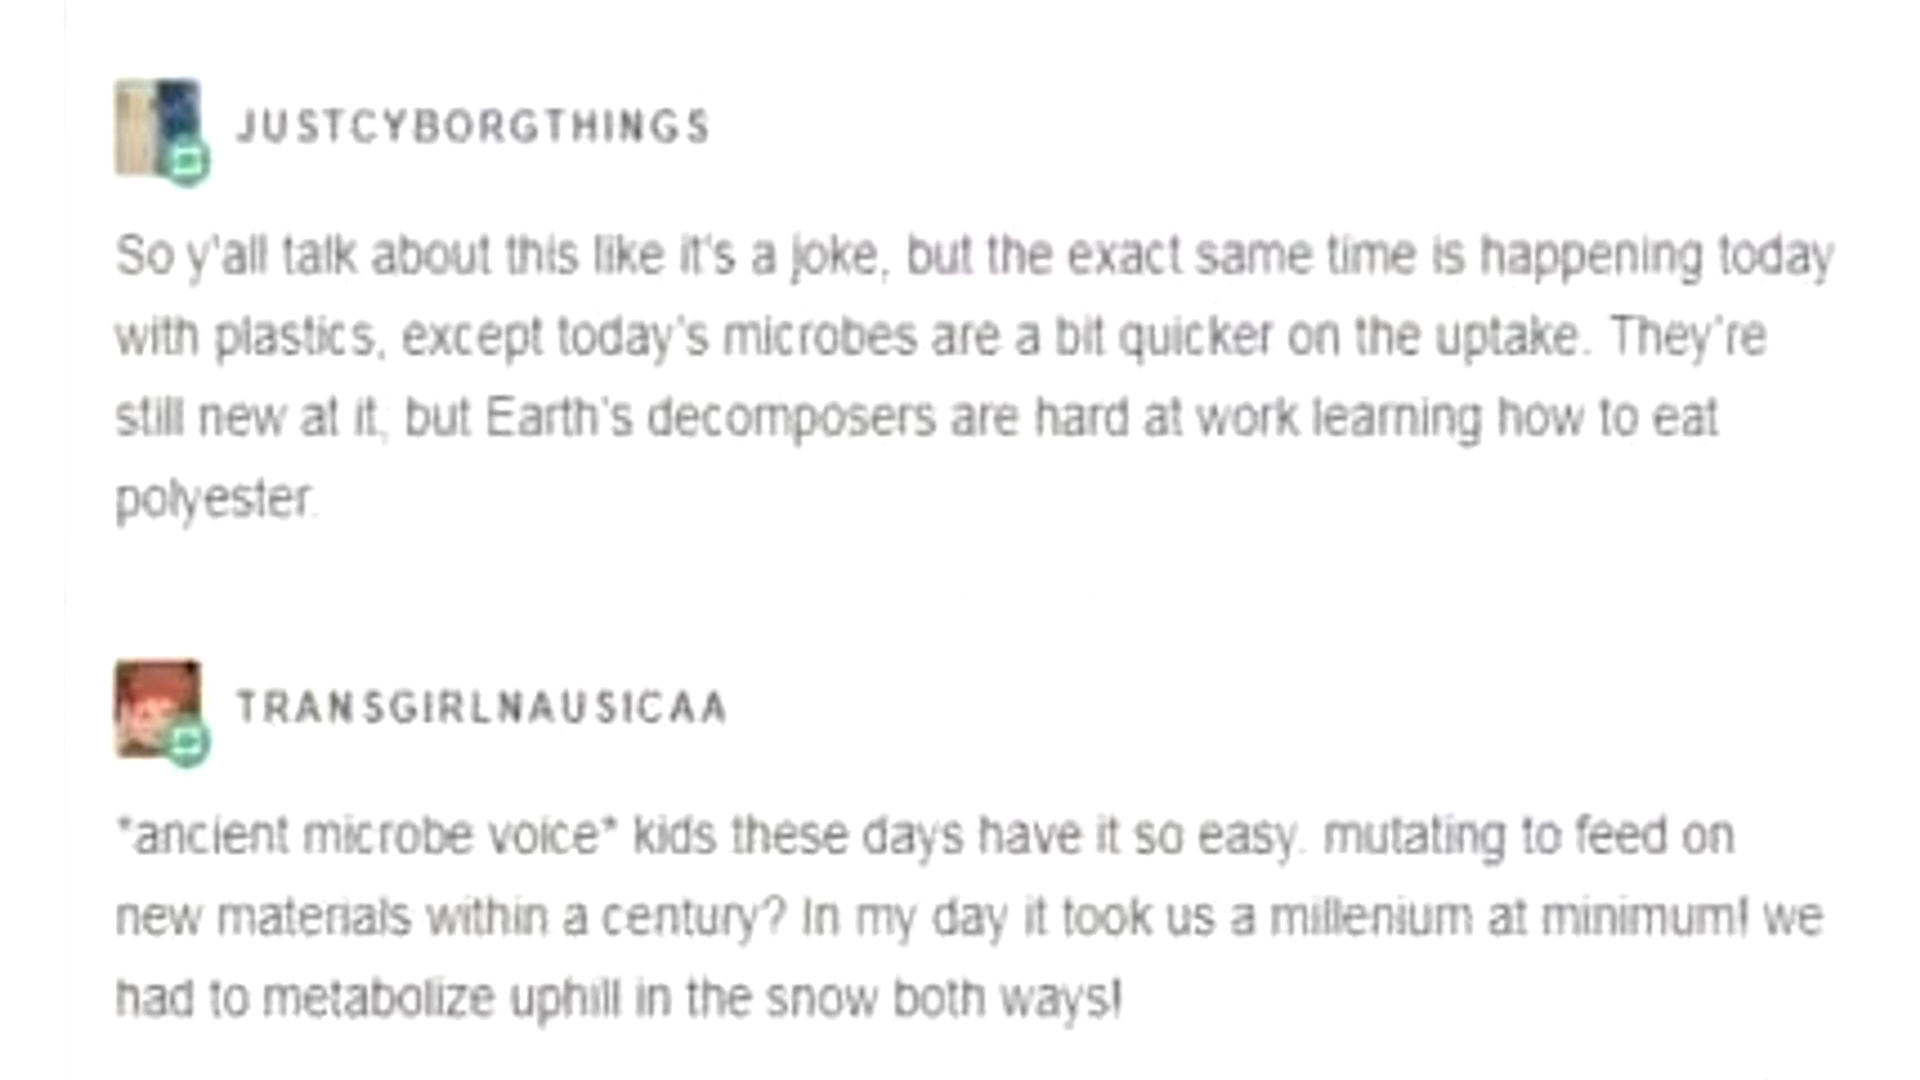 JUSTCYBORGTHINGS
So y'all talk about this like it's a joke, but the exact same time is happening today
with plastics, except today's microbes are a bit quicker on the uptake. They're
still new at it, but Earth's decomposers are hard at work learning how to eat
polyester.
TRANSGIRLNAUSICAA
*ancient microbe voice* kids these days have it so easy. mutating to feed on
new materials within a century? In my day it took us a millenium at minimum! we
had to metabolize uphill in the snow both ways!